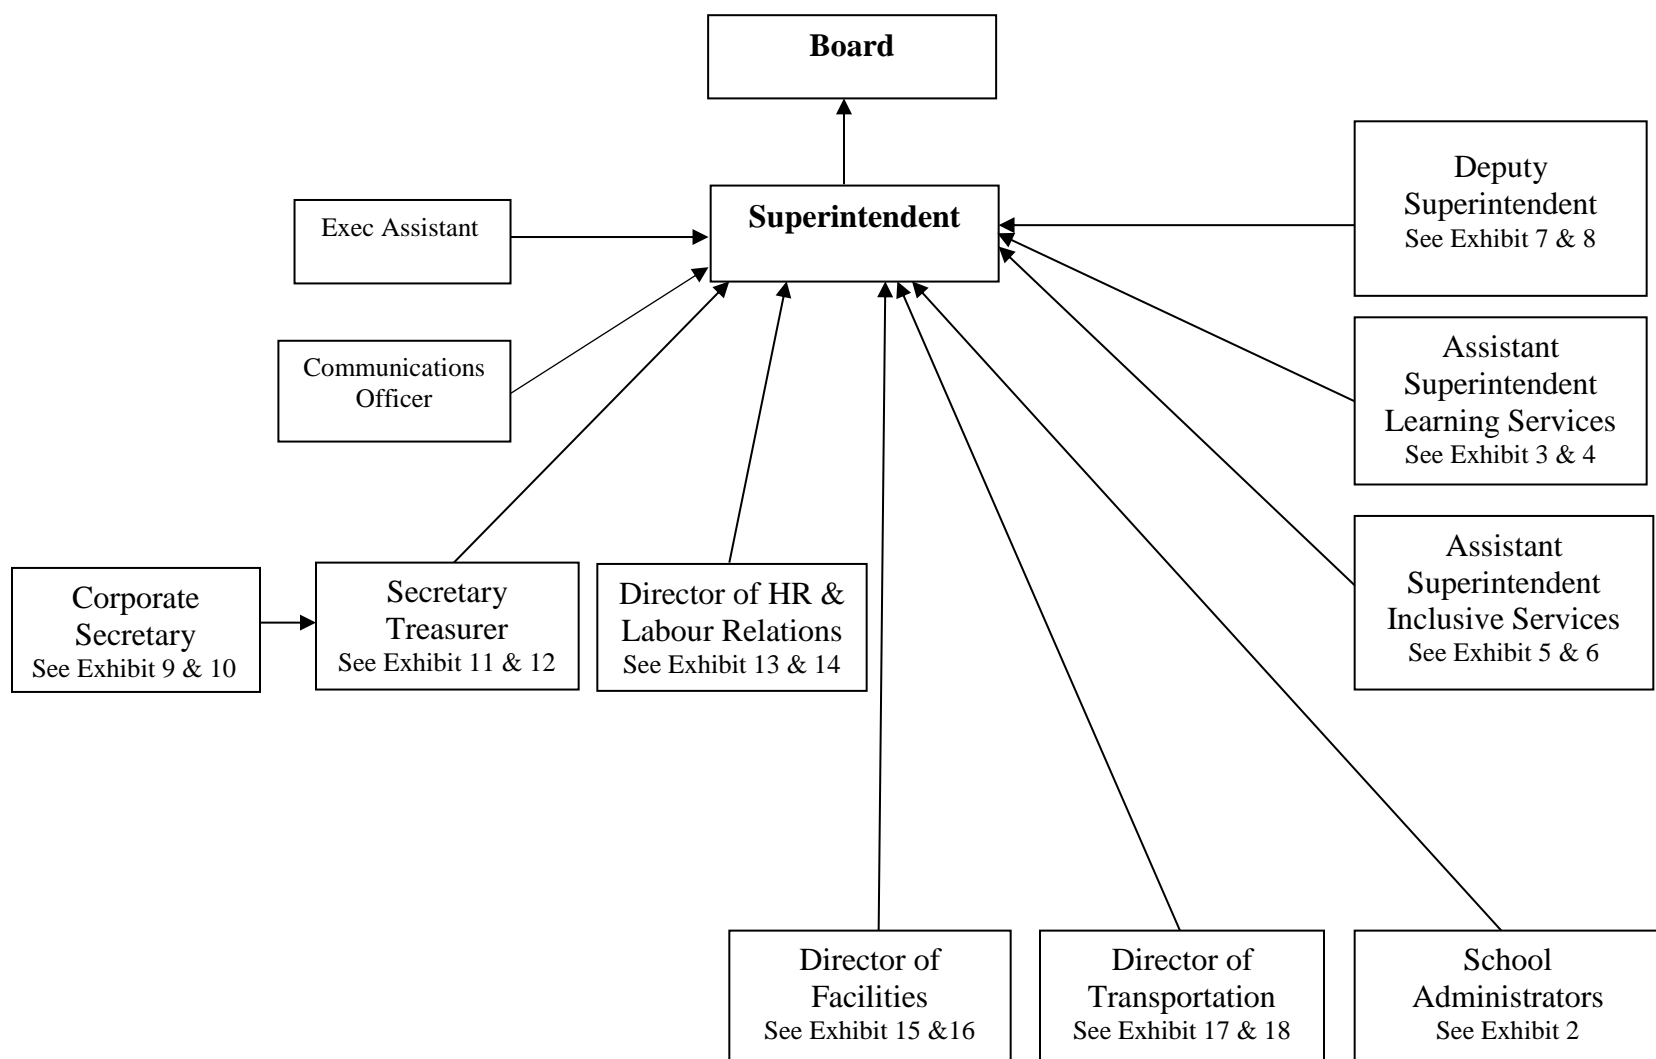 Board
Superintendent
Exec Assistant
Communications
Officer
Deputy
Superintendent
See Exhibit 7 & 8
Assistant
Superintendent
Learning Services
See Exhibit 3 & 4
Assistant
Superintendent
Inclusive Services
See Exhibit 5 & 6
Corporate
Secretary
See Exhibit 9 & 10
Secretary
Treasurer
See Exhibit 11 & 12
Director of HR &
Labour Relations
See Exhibit 13 & 14
Director of
Facilities
See Exhibit 15 &16
Director of
Transportation
See Exhibit 17 & 18
School
Administrators
See Exhibit 2